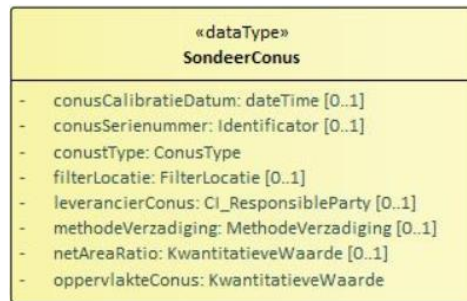 «dataType»
SondeerConus
- conusCalibratieDatum: dateTime [0..1]
- conusSerienummer: Identificator [0..1]
- conustType: ConusType
- filterLocatie: FilterLocatie [0..1]
- leverancierConus: CI_ResponsibleParty [0..1]
- methodeVerzadiging: MethodeVerzadiging [0..1]
- netAreaRatio: KwantitatieveWaarde [0..1]
- oppervlakteConus: KwantitatieveWaarde